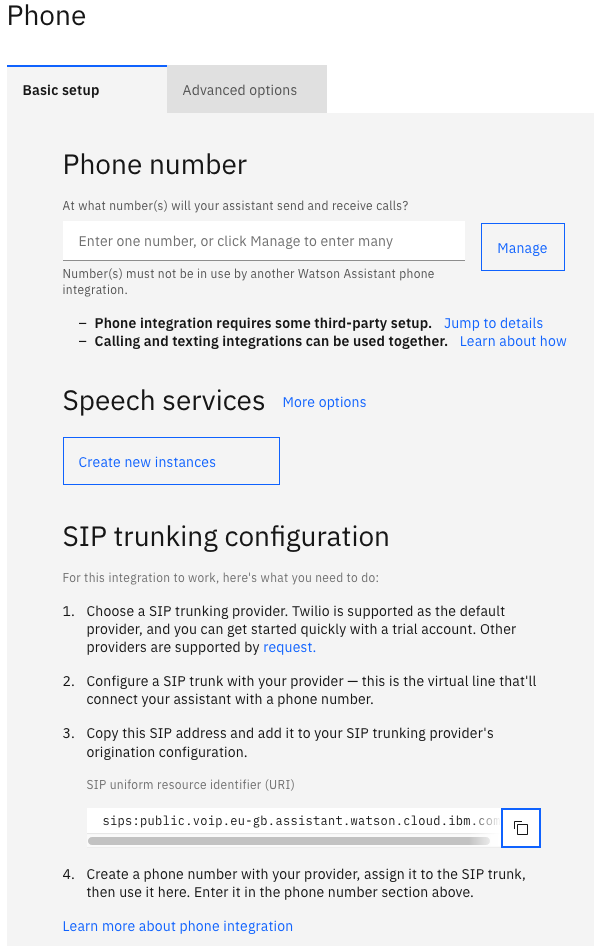 Phone
Basic setup
Advanced options
Phone number
At what number(s) will your assistant send and receive calls?
Enter one number, or click Manage to enter many
Manage
Number(s) must not be in use by another Watson Assistant phone
integration.
– Phone integration requires some third-party setup. Jump to details
– Calling and texting integrations can be used together. Learn about how
Speech services More options
Create new instances
SIP trunking configuration
For this integration to work, here's what you need to do:
1. Choose a SIP trunking provider. Twilio is supported as the default
provider, and you can get started quickly with a trial account. Other
providers are supported by request.
2. Configure a SIP trunk with your provider — this is the virtual line that'll
connect your assistant with a phone number.
3. Copy this SIP address and add it to your SIP trunking provider's
origination configuration.
SIP uniform resource identifier (URI)
sips:public.voip.eu-gb.assistant.watson.cloud.ibm.com
4. Create a phone number with your provider, assign it to the SIP trunk,
then use it here. Enter it in the phone number section above.
Learn more about phone integration